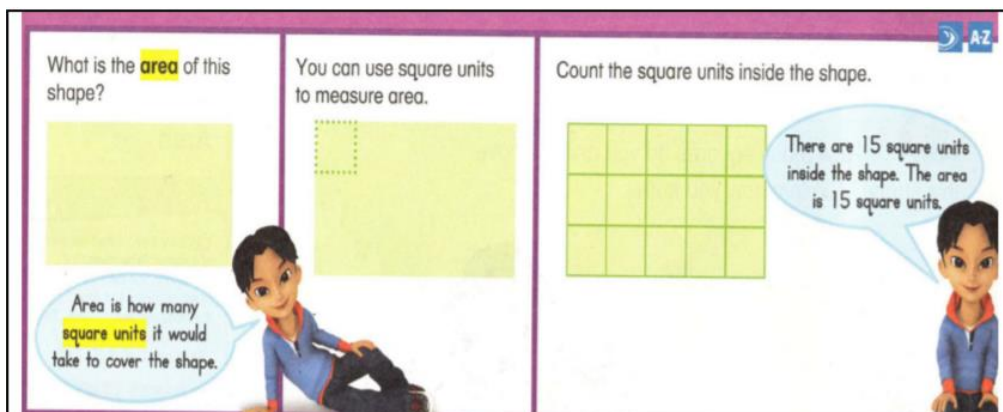 A-Z
What is the area of this
shape?
Area is how many
square units it would
take to cover the shape.
You can use square units
to measure area.
Count the square units inside the shape.
There are 15 square units
inside the shape. The area
is 15 square units.